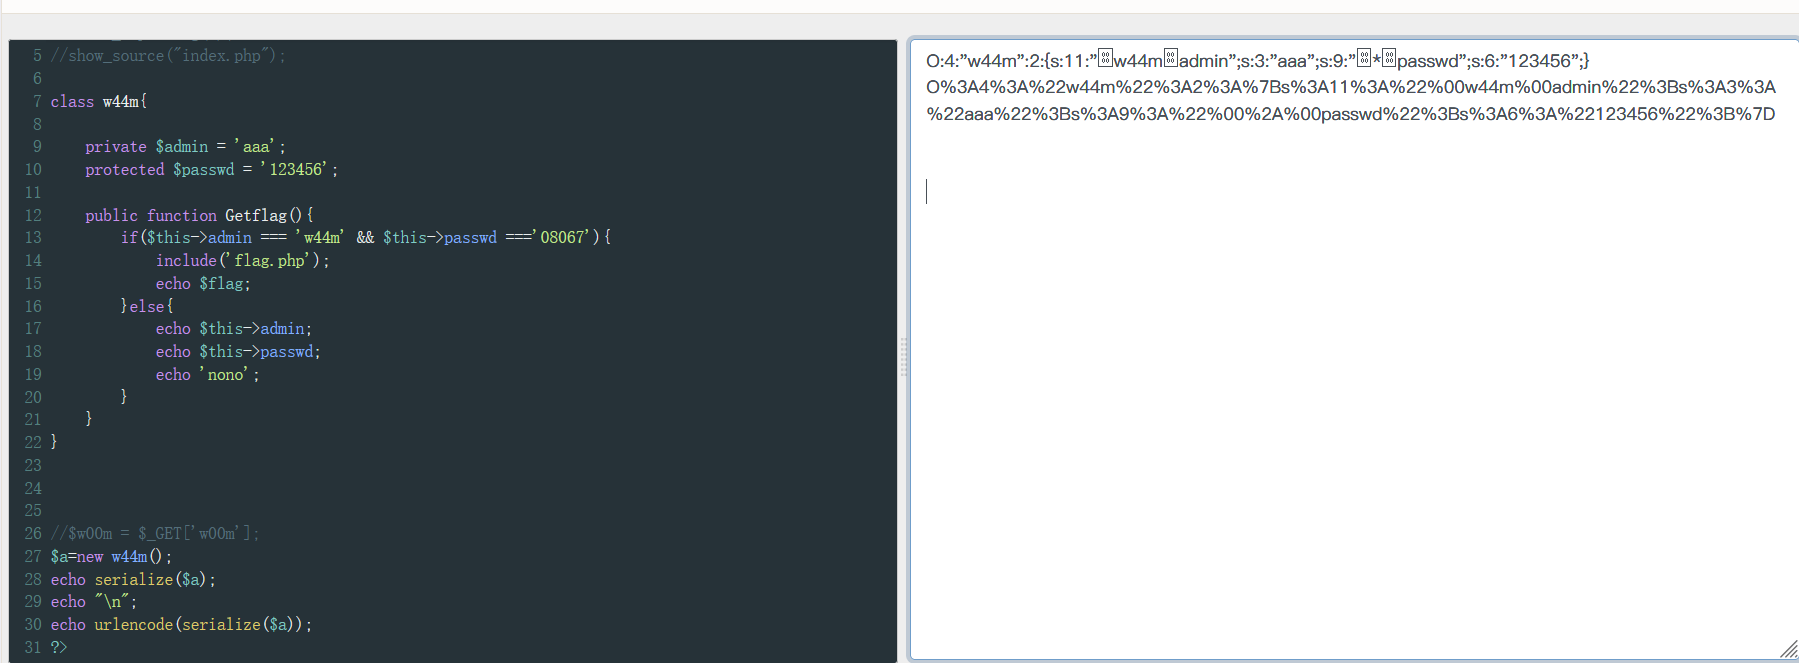 5 //show_source("index.php");
6
7 class w44m{
8
9     private $admin = 'aaa';
10     protected $passwd = '123456';
11
12     public function Getflag(){
13         if($this->admin === 'w44m' && $this->passwd ==='08067'){
14             include('flag.php');
15             echo $flag;
16         }else{
17             echo $this->admin;
18             echo $this->passwd;
19             echo 'nono';
20         }
21     }
22 }
23
24
25
26 //$w00m = $_GET['w00m'];
27 $a=new w44m();
28 echo serialize($a);
29 echo "\n";
30 echo urlencode(serialize($a));
31 ?>
O:4:"w44m":2:{s:11:"w44madmin";s:3:"aaa";s:9:"*passwd";s:6:"123456";}
O%3A4%3A%22w44m%22%3A2%3A%7Bs%3A11%3A%22%00w44m%00admin%22%3Bs%3A3%3A
%22aaa%22%3Bs%3A9%3A%22%00%2A%00passwd%22%3Bs%3A6%3A%22123456%22%3B%7D